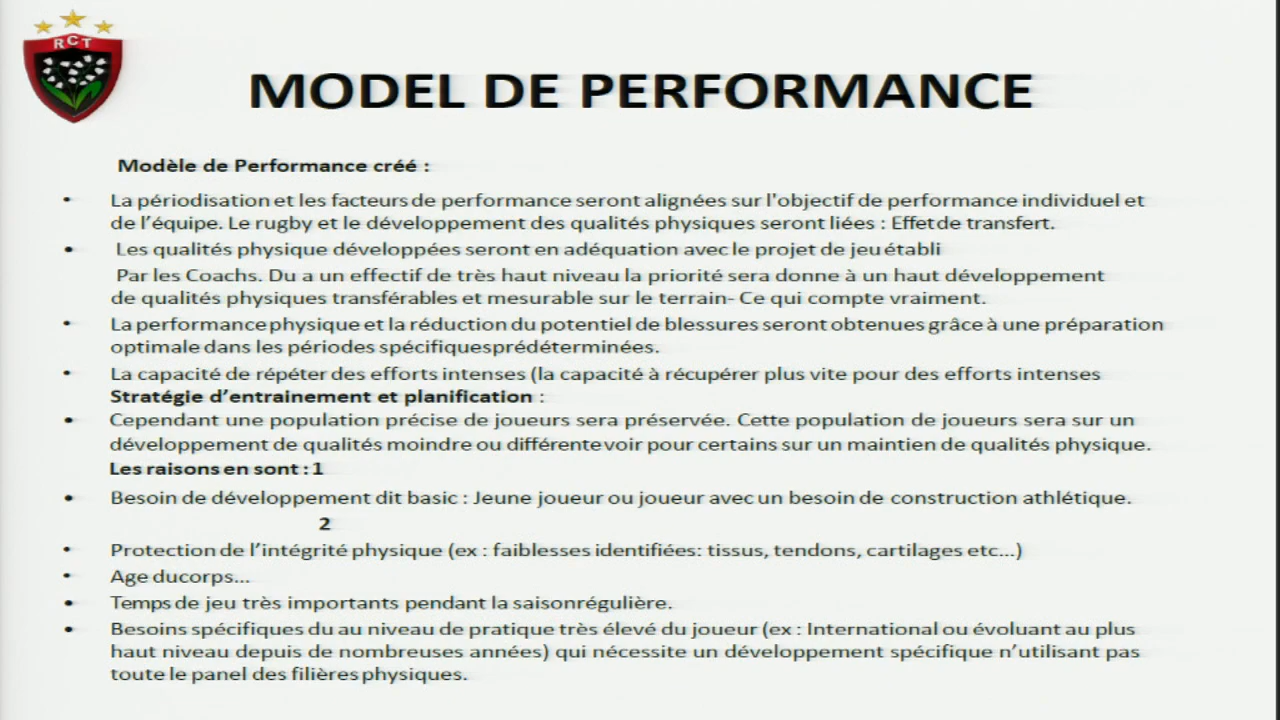 RCT
MODEL DE PERFORMANCE
Modèle de Performance créé :
• La périodisation et les facteurs de performance seront alignées sur l'objectif de performance individuel et
de l’équipe. Le rugby et le développement des qualités physiques seront liées : Effet de transfert.
• Les qualités physique développées seront en adéquation avec le projet de jeu établi
Par les Coachs. Du a un effectif de très haut niveau la priorité sera donne à un haut développement
de qualités physiques transférables et mesurable sur le terrain- Ce qui compte vraiment.
• La performance physique et la réduction du potentiel de blessures seront obtenues grâce à une préparation
optimale dans les périodes spécifiques prédéterminées.
• La capacité de répéter des efforts intenses (la capacité à récupérer plus vite pour des efforts intenses
Stratégie d’entrainement et planification :
• Cependant une population précise de joueurs sera préservée. Cette population de joueurs sera sur un
développement de qualités moindre ou différente voir pour certains sur un maintien de qualités physique.
Les raisons en sont : 1
• Besoin de développement dit basic : Jeune joueur ou joueur avec un besoin de construction athlétique.
2
• Protection de l’intégrité physique (ex : faiblesses identifiées: tissus, tendons, cartilages etc...)
• Age du corps...
• Temps de jeu très importants pendant la saison régulière.
• Besoins spécifiques du au niveau de pratique très élevé du joueur (ex : International ou évoluant au plus
haut niveau depuis de nombreuses années) qui nécessite un développement spécifique n’utilisant pas
toute le panel des filières physiques.